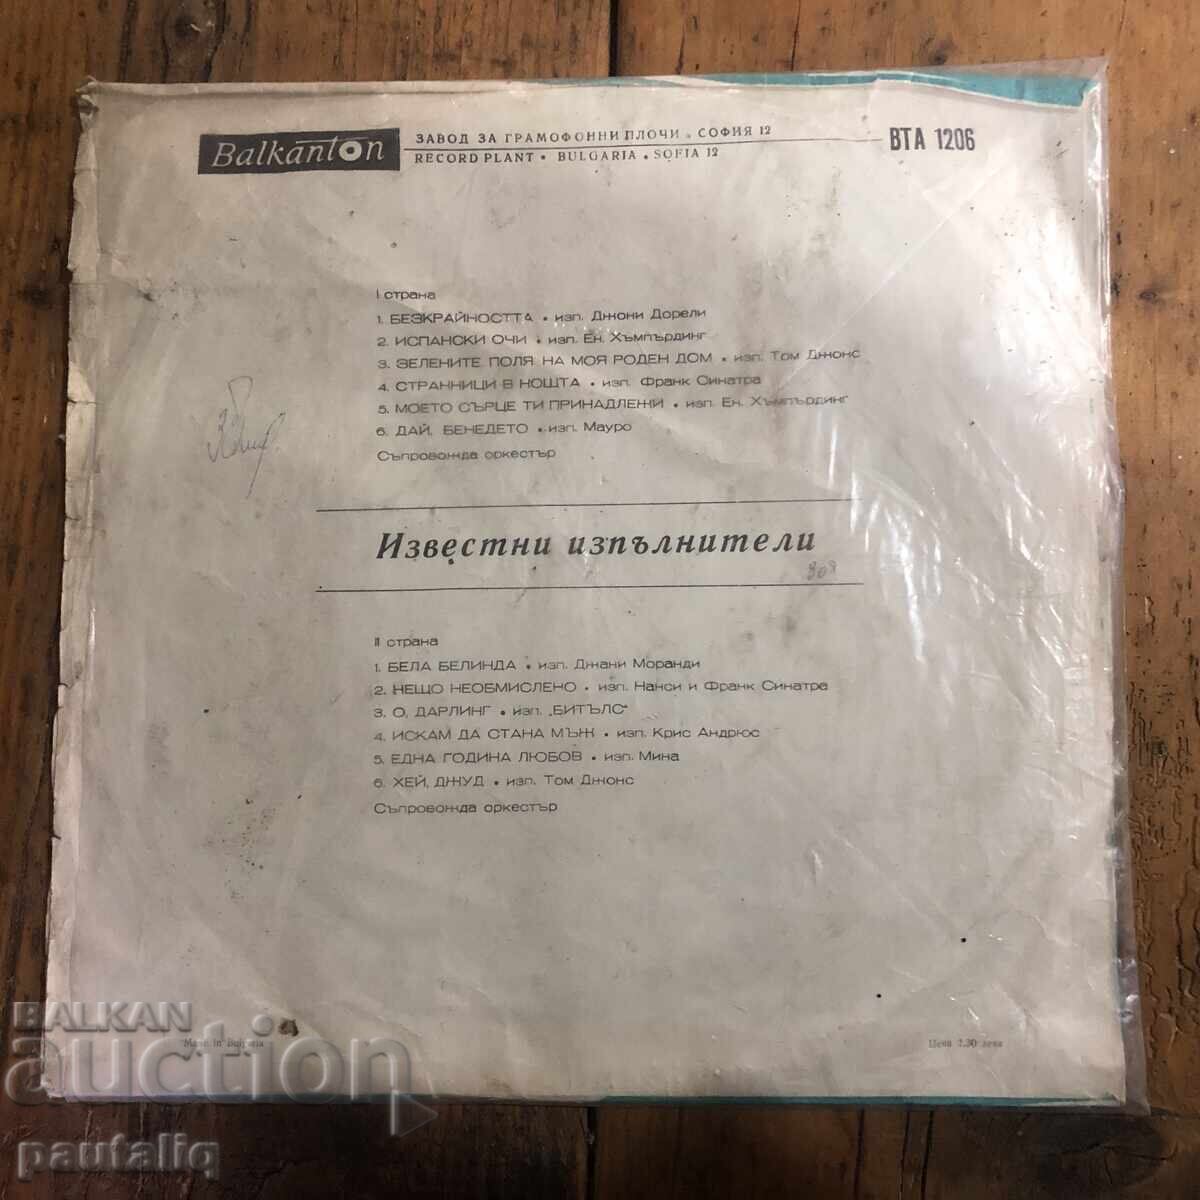 Balkanton
ЗАВОД ЗА ГРАМОФОННИ ПЛОЧИ • СОФИЯ 12
RECORD PLANT • BULGARIA • SOFIA 12
ВТА 1206
I страна
1. БЕЗКРАЙНОСТТА • изп. Джони Дорели
2. ИСПАНСКИ ОЧИ • изп. Ен. Хъмпърдинг
3. ЗЕЛЕНИТЕ ПОЛЯ НА МОЯ РОДЕН ДОМ • изп. Том Джонс
4. СТРАННИЦИ В НОЩТА • изп. Франк Синатра
5. МОЕТО СЪРЦЕ ТИ ПРИНАДЛЕЖИ • изп. Ен. Хъмпърдинг
6. ДАЙ, БЕНЕДЕТО • изп. Мауро
Съпровожда оркестър
Известни изпълнители
II страна
1. БЕЛА БЕЛИНДА • изп. Джани Моранди
2. НЕЩО НЕОБМИСЛЕНО • изп. Нанси и Франк Синатра
3. О, ДАРЛИНГ • изп. „БИТЪЛС"
4. ИСКАМ ДА СТАНА МЪЖ • изп. Крис Андрюс
5. ЕДНА ГОДИНА ЛЮБОВ • изп. Мина
6. ХЕЙ, ДЖУД • изп. Том Джонс
Съпровожда оркестър
Made in Bulgaria
Цена 2.30 лева
BALKAN
auction
pautaliq